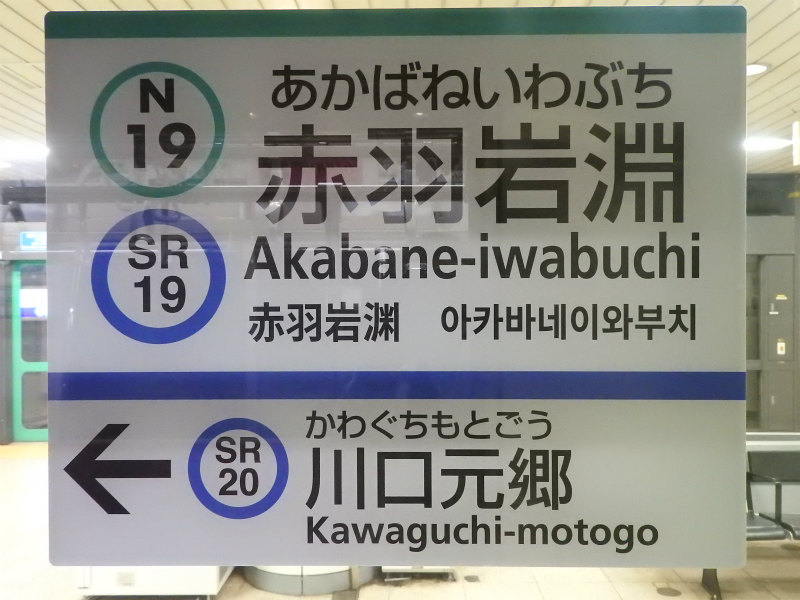 N
19
あかばねいわぶち
赤羽岩淵
SR
19
Akabane-iwabuchi
赤羽岩渊 아카바네이와부치
SR
20
かわぐちもとごう
川口元郷
Kawaguchi-motogo